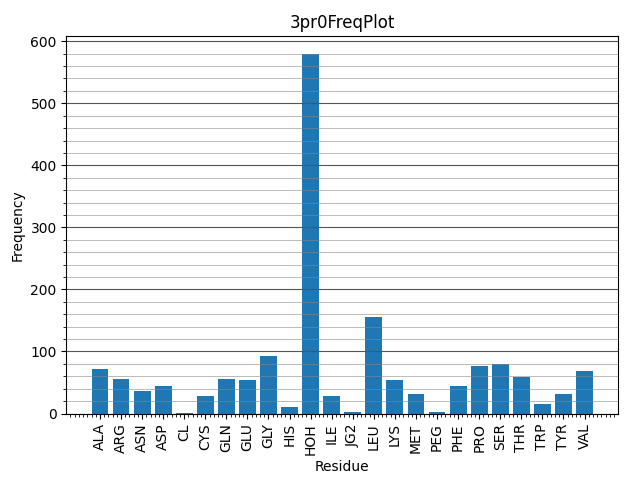 3pr0FreqPlot
Frequency
600
500
400
300
200
100
0
ALA
ARG
ASN
ASP
CL
CYS
GLN
GLU
GLY
HIS
HOH
ILE
JG2
LEU
LYS
MET
PEG
PHE
PRO
SER
THR
TRP
TYR
VAL
Residue